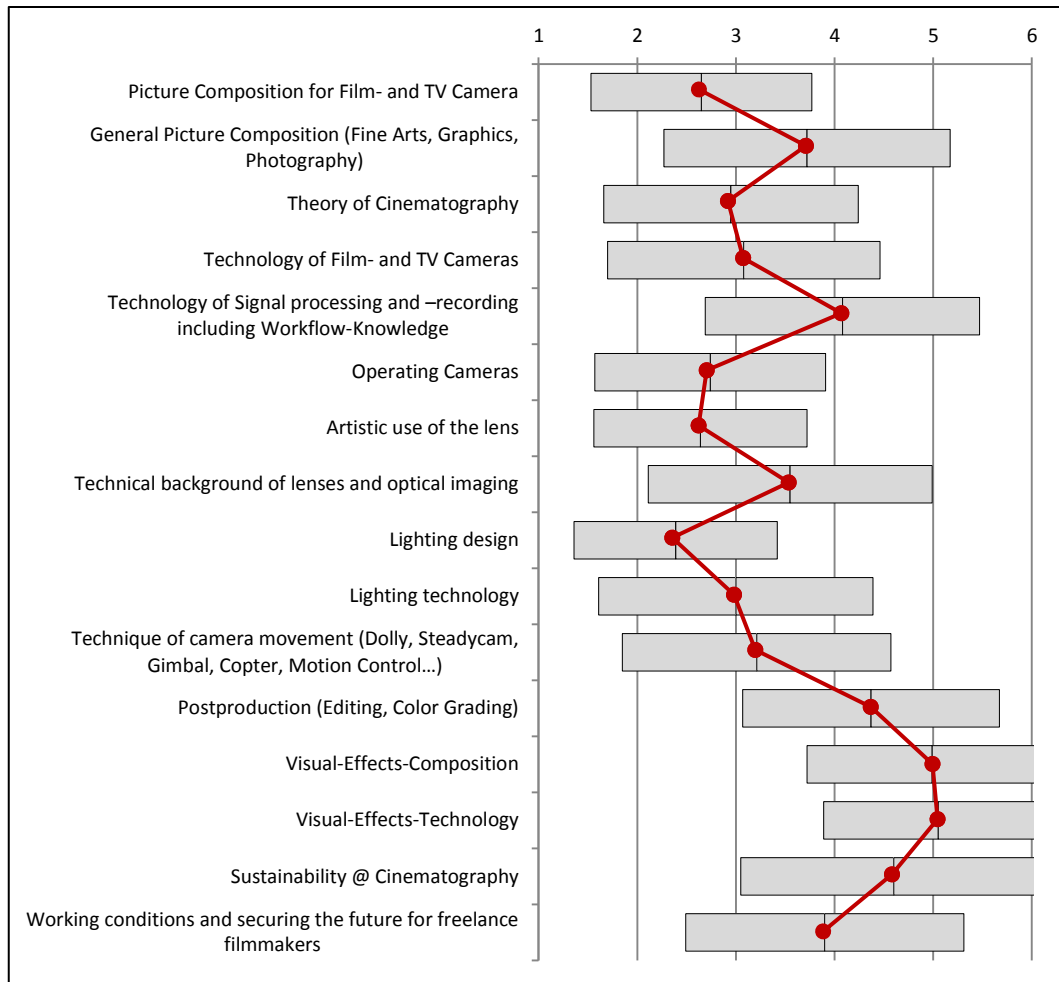 1 2 3 4 5 6
Picture Composition for Film- and TV Camera
General Picture Composition (Fine Arts, Graphics,
Photography)
Theory of Cinematography
Technology of Film- and TV Cameras
Technology of Signal processing and –recording
including Workflow-Knowledge
Operating Cameras
Artistic use of the lens
Technical background of lenses and optical imaging
Lighting design
Lighting technology
Technique of camera movement (Dolly, Steadycam,
Gimbal, Copter, Motion Control…)
Postproduction (Editing, Color Grading)
Visual-Effects-Composition
Visual-Effects-Technology
Sustainability @ Cinematography
Working conditions and securing the future for freelance
filmmakers